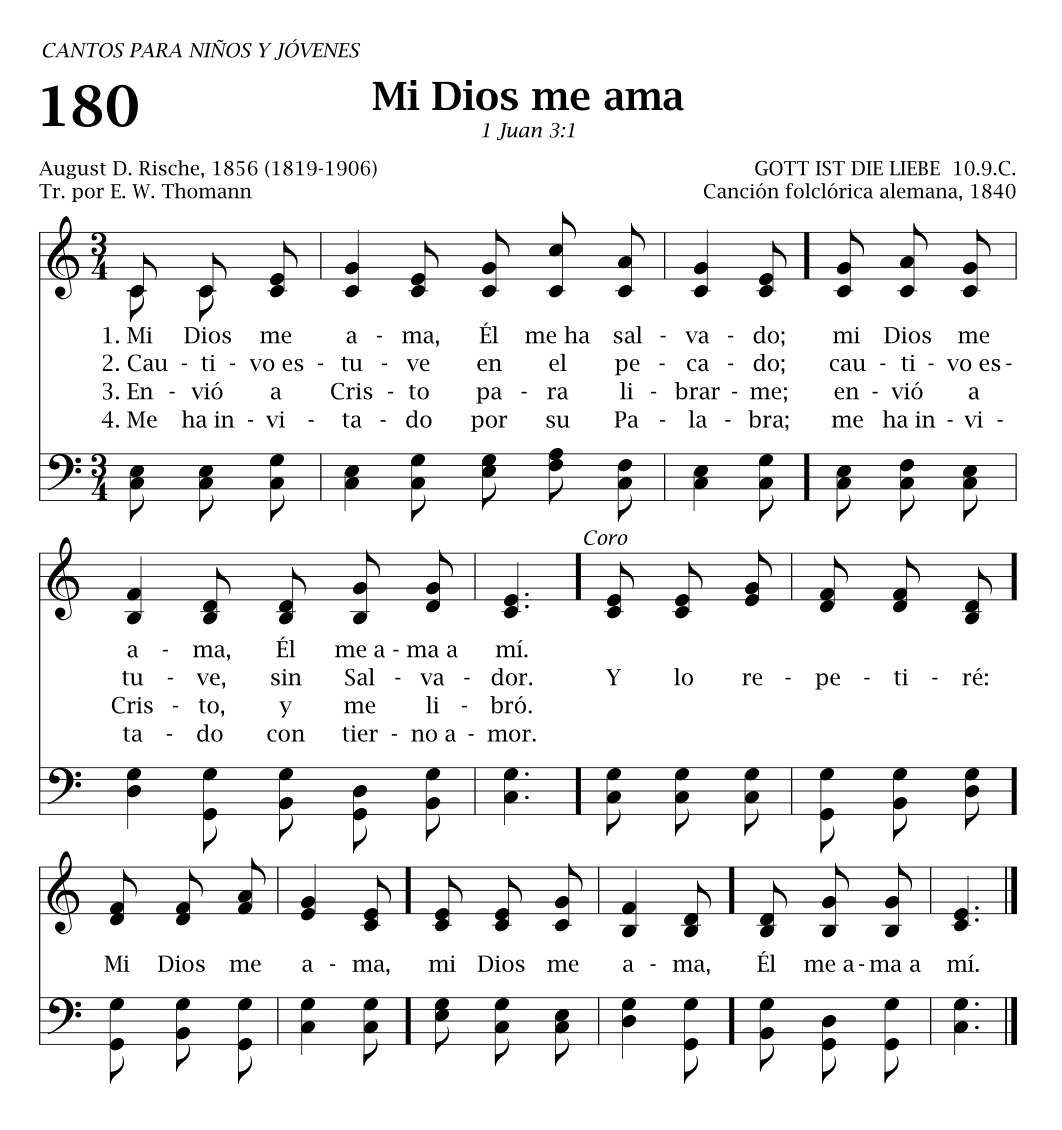 CANTOS PARA NIÑOS Y JÓVENES
180
Mi Dios me ama
1 Juan 3:1
August D. Rische, 1856 (1819-1906)
GOTT IST DIE LIEBE 10.9.C.
Tr. por E. W. Thomann
Canción folclórica alemana, 1840
3
4
1. Mi Dios me a - ma, Él me ha sal - va - do; mi Dios me
2. Cau - ti - vo es - tu - ve en el pe - ca - do; cau - ti - vo es -
3. En - vió a Cris - to pa - ra li - brar - me; en - vió a
4. Me ha in - vi - ta - do por su Pa - la - bra; me ha in - vi -
3
4
Coro
a - ma, Él me a - ma a mí.
tu - ve, sin Sal - va - dor. Y lo re - pe - ti - ré:
Cris - to, y me li - bró.
ta - do con tier - no a - mor.
Mi Dios me a - ma, mi Dios me a - ma, Él me a - ma a mí.